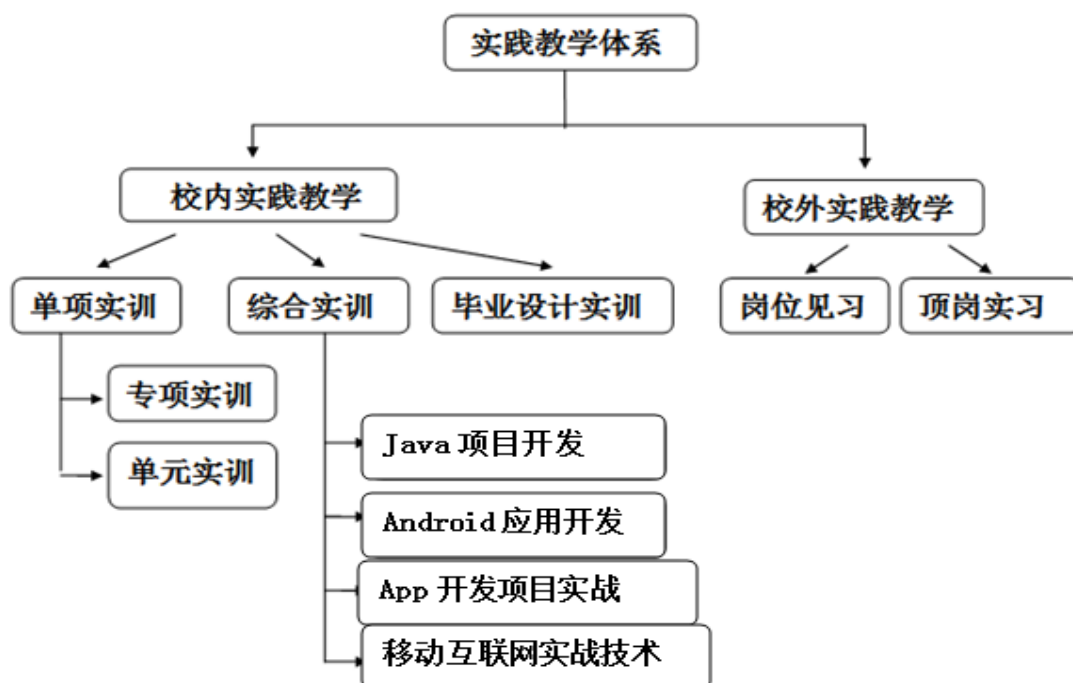 实践教学体系
校内实践教学
校外实践教学
单项实训
综合实训
毕业设计实训
岗位见习
顶岗实习
专项实训
单元实训
Java 项目开发
Android 应用开发
App 开发项目实战
移动互联网实战技术